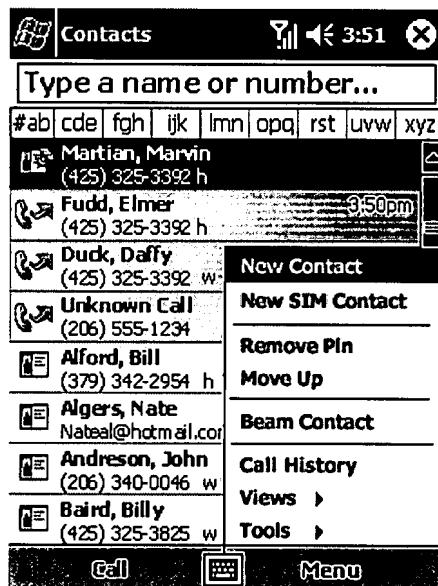 Contacts 3:51
Type a name or number...
#ab cde fgh ijk lmn opq rst uvw xyz
Martian, Marvin
(425) 325-3392 h
Fudd, Elmer 3:50pm
(425) 325-3392 h
Duck, Daffy
(425) 325-3392 w
Unknown Call
(206) 555-1234
Alford, Bill
(379) 342-2954 h
Algers, Nate
Nateal@hotmail.cor
Andreson, John
(206) 340-0046 w
Baird, Billy
(425) 325-3825 w
New Contact
New SIM Contact
Remove Pin
Move Up
Beam Contact
Call History
Views
Tools
Call Menu